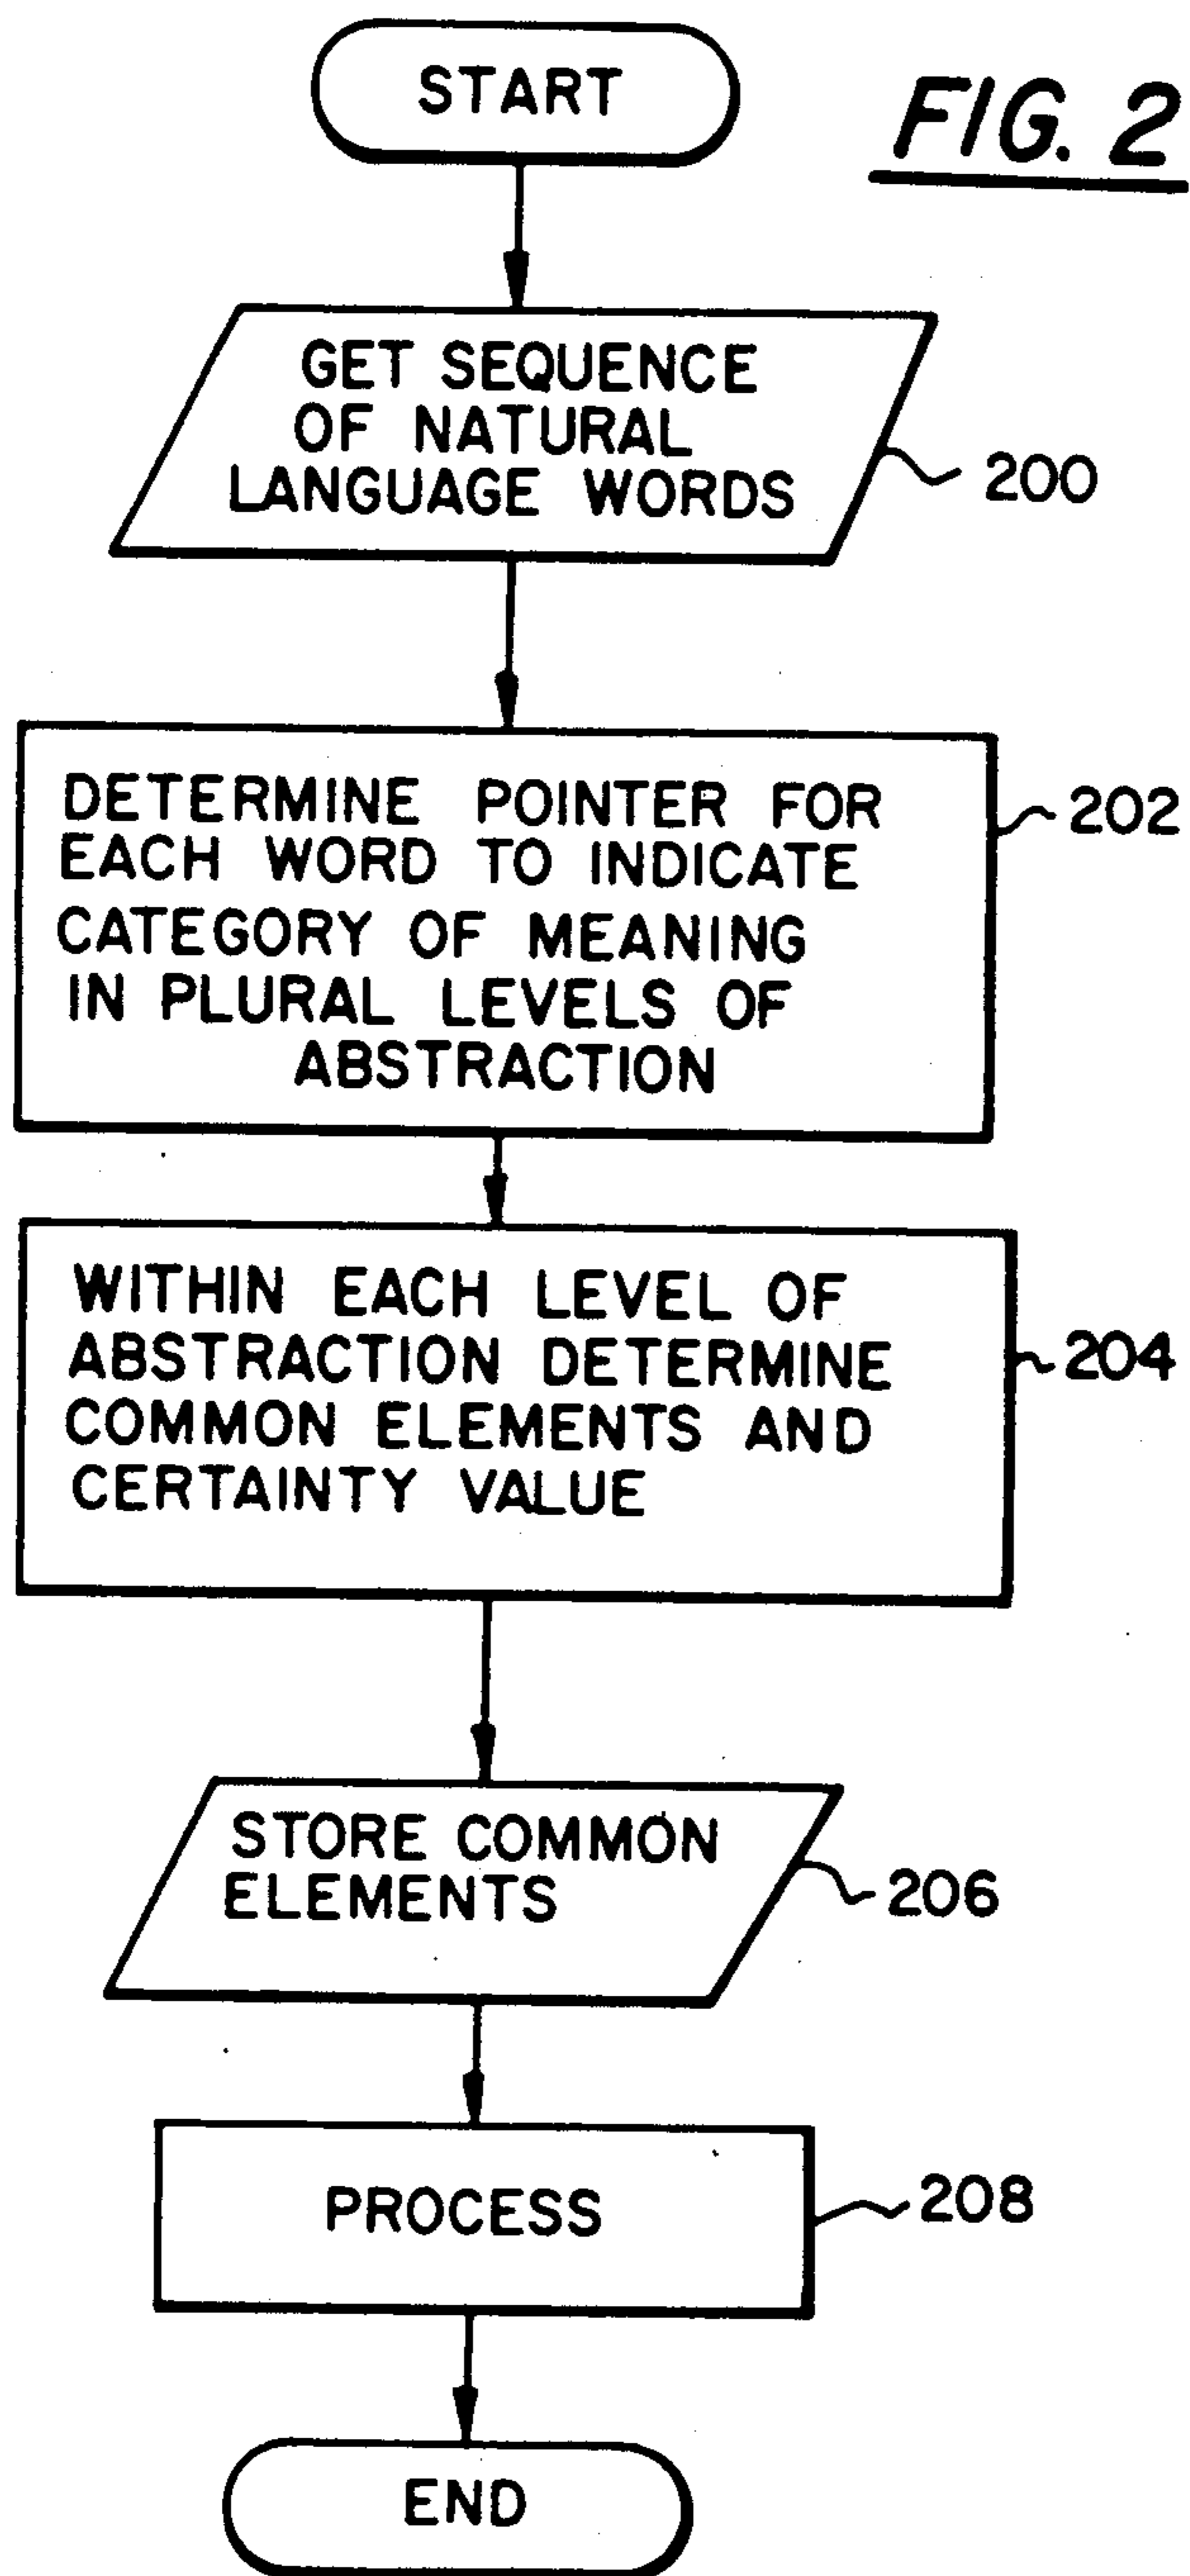 START
FIG. 2
GET SEQUENCE
OF NATURAL
LANGUAGE WORDS
200
DETERMINE POINTER FOR
EACH WORD TO INDICATE
CATEGORY OF MEANING
IN PLURAL LEVELS OF
ABSTRACTION
202
WITHIN EACH LEVEL OF
ABSTRACTION DETERMINE
COMMON ELEMENTS AND
CERTAINTY VALUE
204
STORE COMMON
ELEMENTS
206
PROCESS
208
END